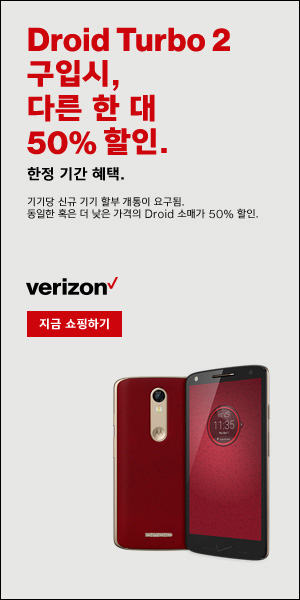 Droid Turbo 2
구입시,
다른 한 대
50% 할인.
한정 기간 혜택.
기기당 신규 기기 할부 개통이 요구됨.
동일한 혹은 더 낮은 가격의 Droid 소매가 50% 할인.
verizon✓
지금 쇼핑하기
11:35